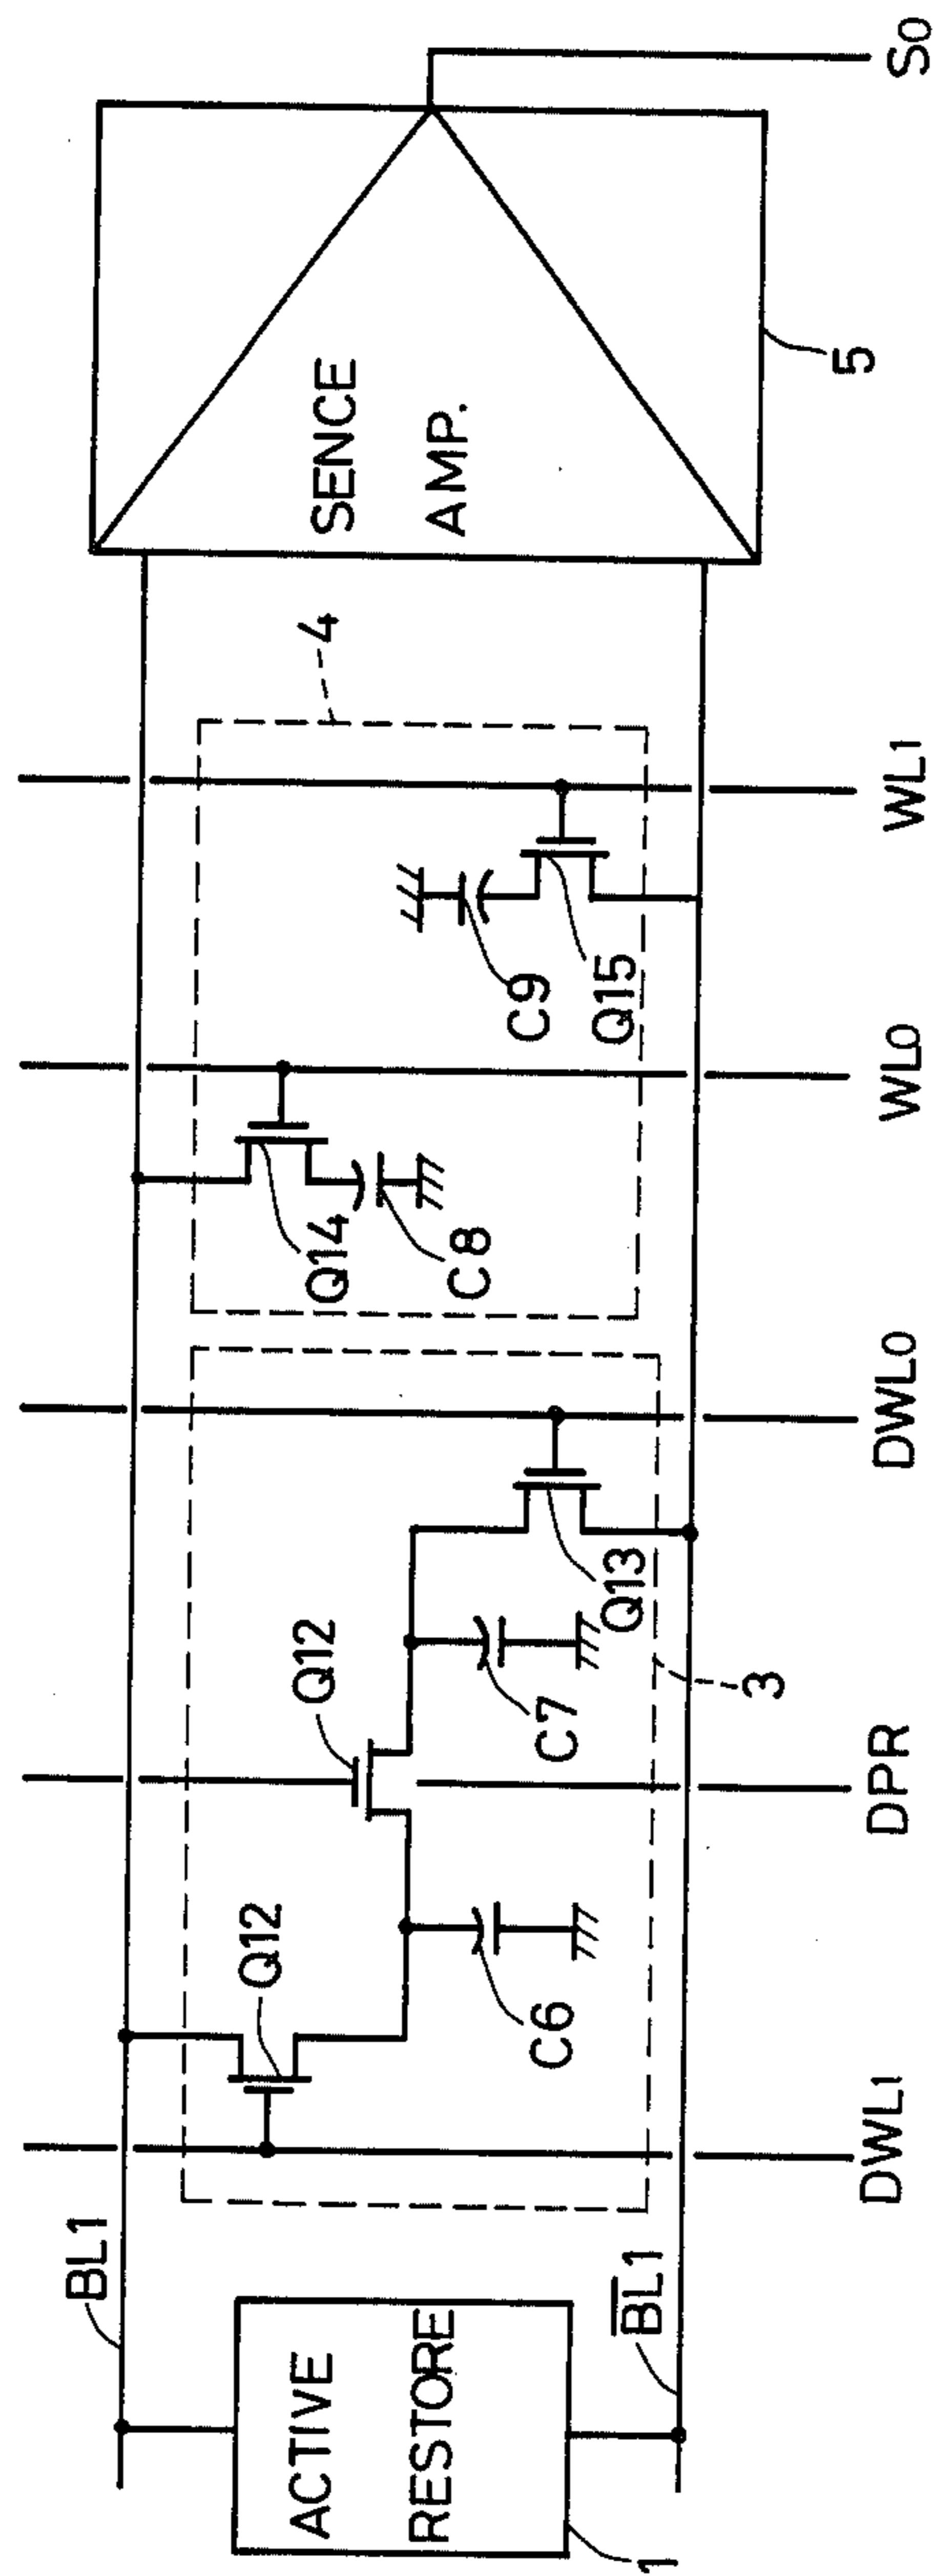 BL1
ACTIVE
RESTORE
1
BL1
DWL1
Q12
C6
DPR
Q12
C7
3
Q13
DWL0
Q14
C8
WL0
4
C9
Q15
WL1
SENCE
AMP.
5
S0